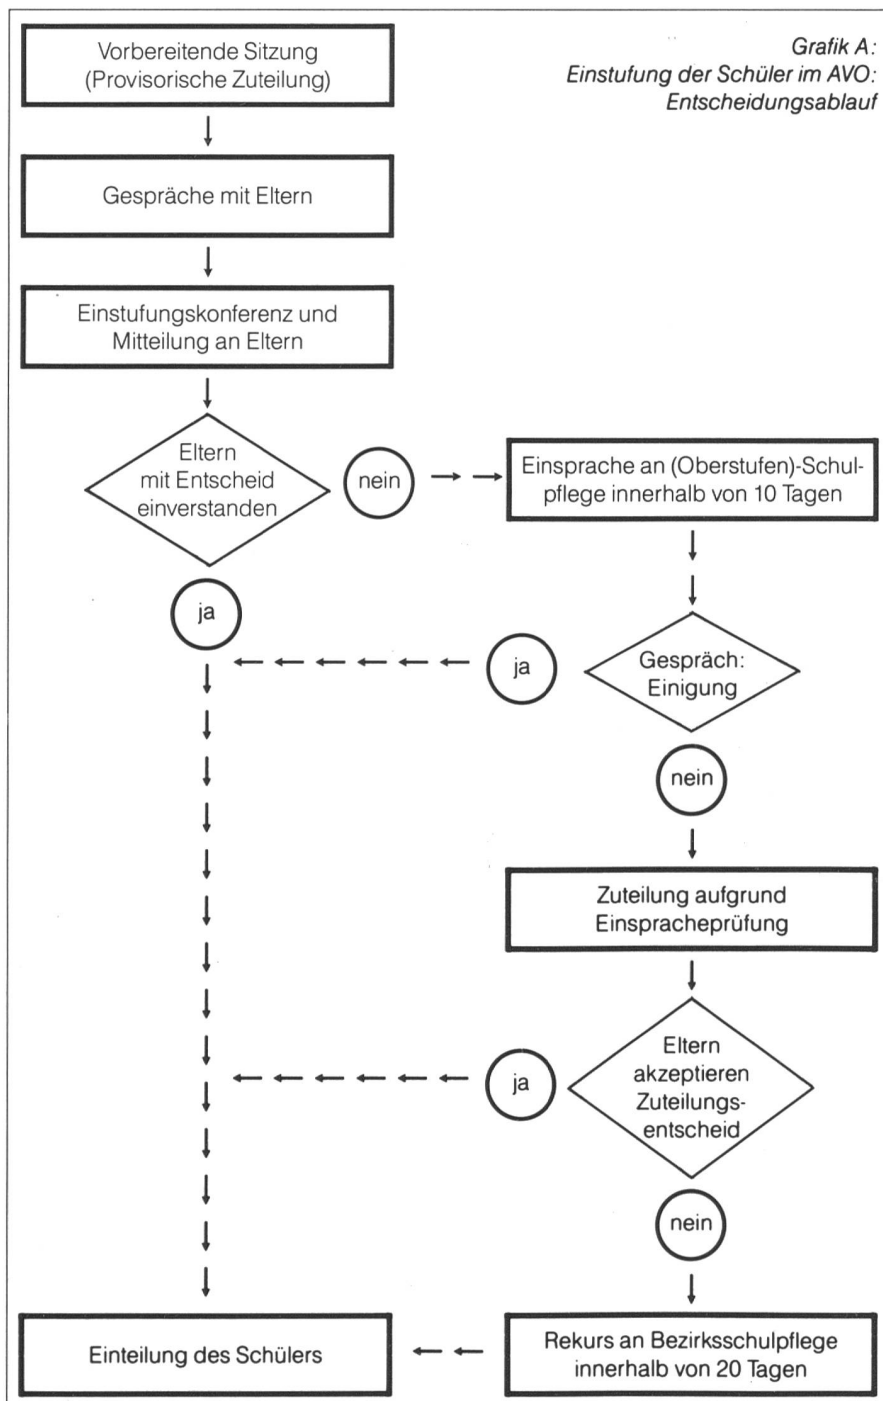 Grafik A:
Einstufung der Schüler im AVO:
Entscheidungsablauf
Vorbereitende Sitzung
(Provisorische Zuteilung)
Gespräche mit Eltern
Einstufungskonferenz und
Mitteilung an Eltern
Eltern
mit Entscheid
einverstanden
nein
Einsprache an (Oberstufen)-Schul-
pflege innerhalb von 10 Tagen
ja
Gespräch:
Einigung
ja
nein
Zuteilung aufgrund
Einspracheprüfung
Eltern
akzeptieren
Zuteilungs-
entscheid
ja
nein
Rekurs an Bezirksschulpflege
innerhalb von 20 Tagen
Einteilung des Schülers